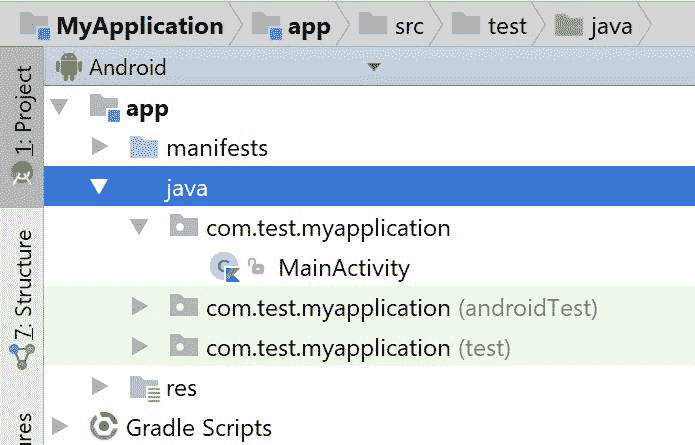 MyApplication app src test java
1: Project
Android
app
manifests
java
com.test.myapplication
MainActivity
com.test.myapplication (androidTest)
com.test.myapplication (test)
7: Structure
res
Gradle Scripts